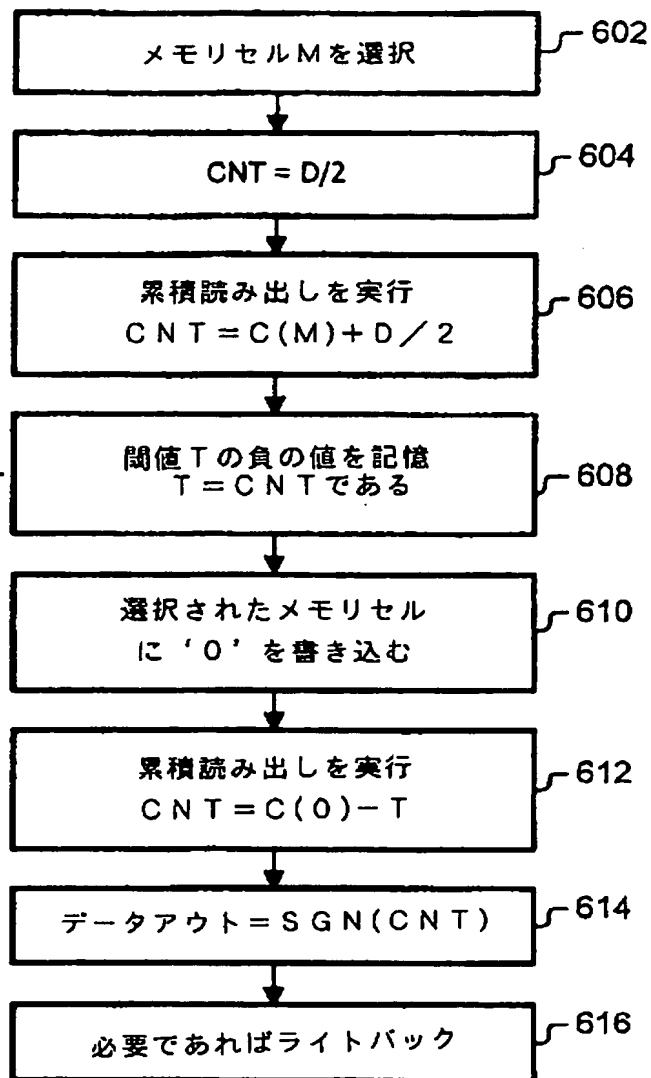 メモリセルMを選択
602
CNT = D/2
604
累積読み出しを実行
CNT=C(M)+D/2
606
閾値Tの負の値を記憶
T=CNTである
608
選択されたメモリセル
に'0'を書き込む
610
累積読み出しを実行
CNT=C(0)-T
612
データアウト=SGN(CNT)
614
必要であればライトバック
616